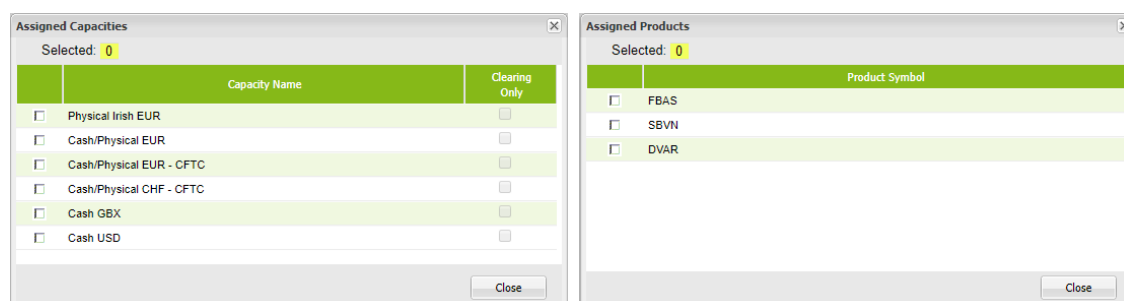 Assigned Capacities
Selected: 0
Capacity Name
Clearing
Only
Physical Irish EUR
Cash/Physical EUR
Cash/Physical EUR - CFTC
Cash/Physical CHF - CFTC
Cash GBX
Cash USD
Close
Assigned Products
Selected: 0
Product Symbol
FBAS
SBVN
DVAR
Close